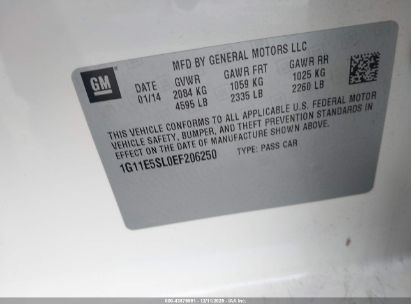 MFD BY GENERAL MOTORS LLC
GM
DATE GVWR GAWR FRT GAWR RR
01/14 2084 KG 1059 KG 1025 KG
4595 LB 2335 LB 2260 LB
THIS VEHICLE CONFORMS TO ALL APPLICABLE U.S. FEDERAL MOTOR
VEHICLE SAFETY, BUMPER, AND THEFT PREVENTION STANDARDS IN
EFFECT ON THE DATE OF MANUFACTURE SHOWN ABOVE.
1G11E5SL0EF206250 TYPE: PASS CAR